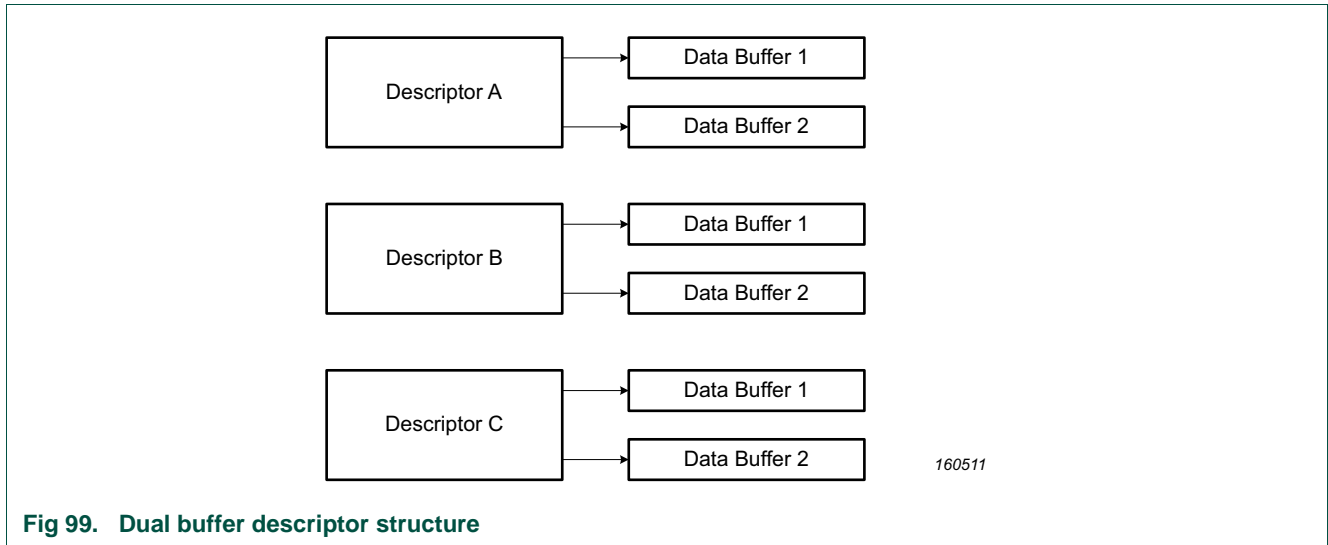 Descriptor A
Data Buffer 1
Data Buffer 2
Descriptor B
Data Buffer 1
Data Buffer 2
Descriptor C
Data Buffer 1
Data Buffer 2
160511
Fig 99. Dual buffer descriptor structure